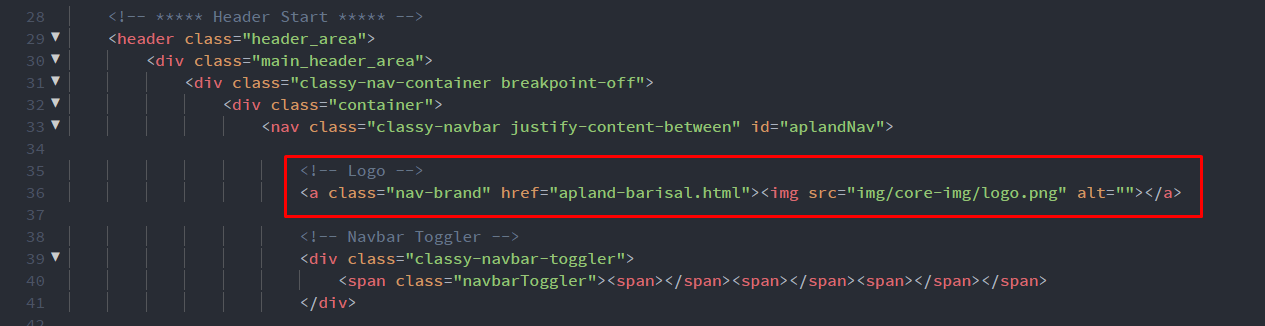 28 <!-- ***** Header Start ***** -->
29 <header class="header_area">
30 <div class="main_header_area">
31 <div class="classy-nav-container breakpoint-off">
32 <div class="container">
33 <nav class="classy-navbar justify-content-between" id="aplandNav">
34
35 <!-- Logo -->
36 <a class="nav-brand" href="apland-barisal.html"><img src="img/core-img/logo.png" alt=""></a>
37
38 <!-- Navbar Toggler -->
39 <div class="classy-navbar-toggler">
40 <span class="navbarToggler"><span></span><span></span><span></span></span>
41 </div>
42